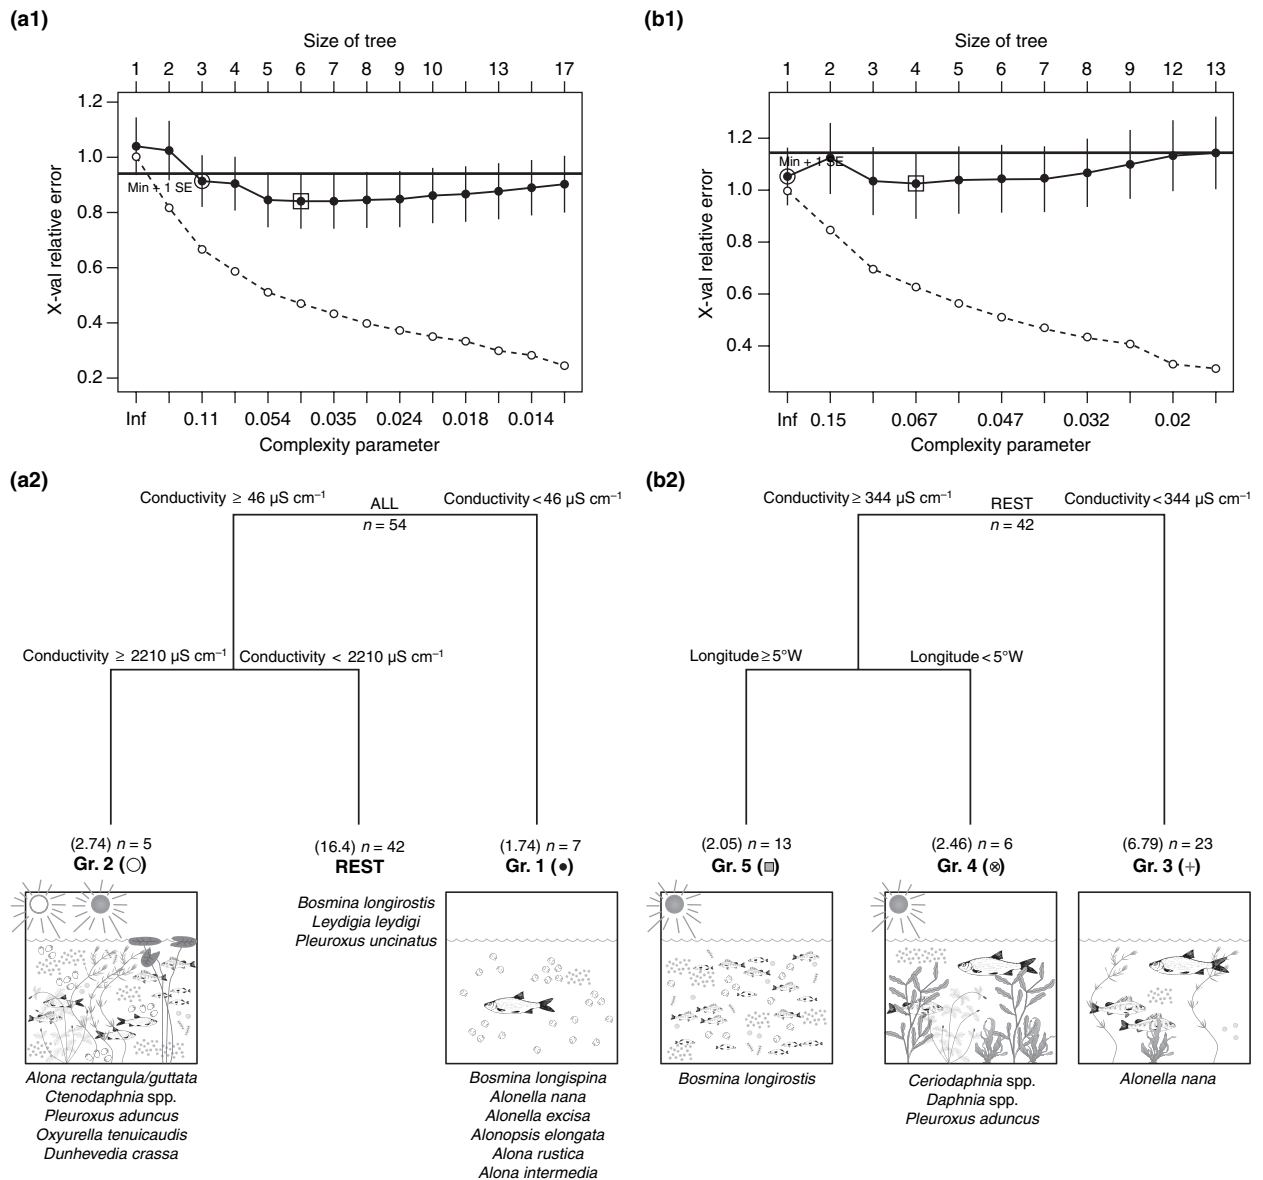 (a1)
Size of tree
1 2 3 4 5 6 7 8 9 10 13 17
1.2
1.0
0.8
0.6
0.4
0.2
X-val relative error
Min + 1 SE
Inf 0.11 0.054 0.035 0.024 0.018 0.014
Complexity parameter
(b1)
Size of tree
1 2 3 4 5 6 7 8 9 12 13
1.2
1.0
0.8
0.6
0.4
X-val relative error
Min + 1 SE
Inf 0.15 0.067 0.047 0.032 0.02
Complexity parameter
(a2)
Conductivity ≥ 46 µS cm⁻¹
ALL
Conductivity < 46 µS cm⁻¹
n = 54
Conductivity ≥ 2210 µS cm⁻¹
Conductivity < 2210 µS cm⁻¹
(2.74) n = 5
Gr. 2 (○)
(16.4) n = 42
REST
(1.74) n = 7
Gr. 1 (●)
Bosmina longirostis
Leydigia leydigi
Pleuroxus uncinatus
Alona rectangula/guttata
Ctenodaphnia spp.
Pleuroxus aduncus
Oxyurella tenuicaudis
Dunhevedia crassa
Bosmina longispina
Alonella nana
Alonella excisa
Alonopsis elongata
Alona rustica
Alona intermedia
(b2)
Conductivity ≥ 344 µS cm⁻¹
REST
Conductivity < 344 µS cm⁻¹
n = 42
Longitude ≥ 5°W
Longitude < 5°W
(2.05) n = 13
Gr. 5 (■)
(2.46) n = 6
Gr. 4 (⊗)
(6.79) n = 23
Gr. 3 (+)
Bosmina longirostis
Ceriodaphnia spp.
Daphnia spp.
Pleuroxus aduncus
Alonella nana